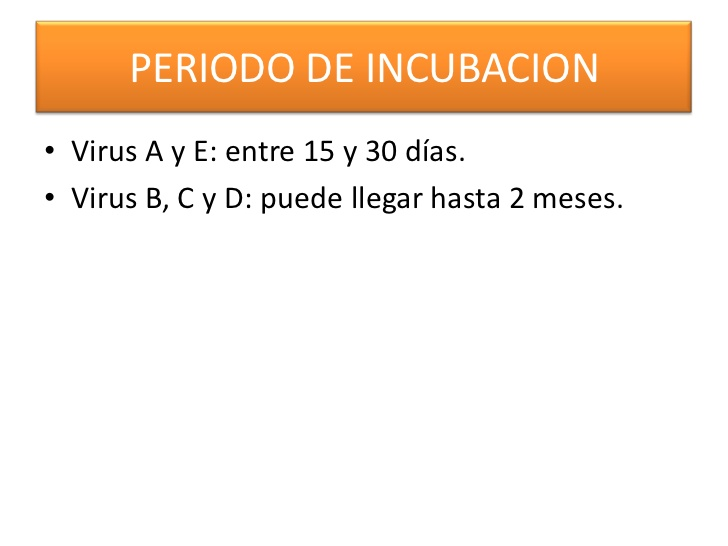 PERIODO DE INCUBACION
• Virus A y E: entre 15 y 30 días.
• Virus B, C y D: puede llegar hasta 2 meses.